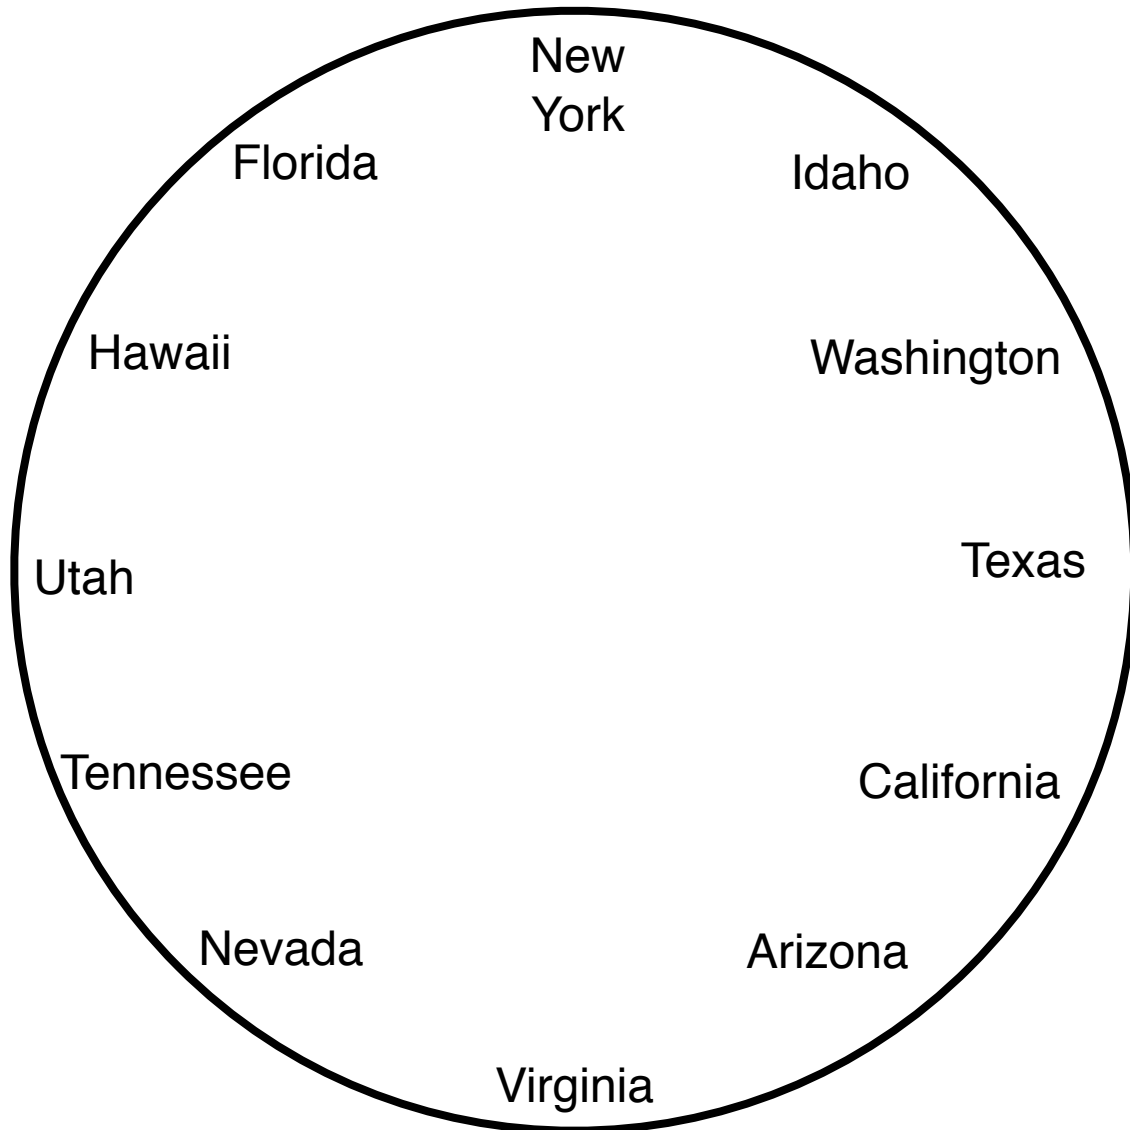 New
York
Florida
Idaho
Hawaii
Washington
Texas
Utah
Tennessee
California
Nevada
Arizona
Virginia